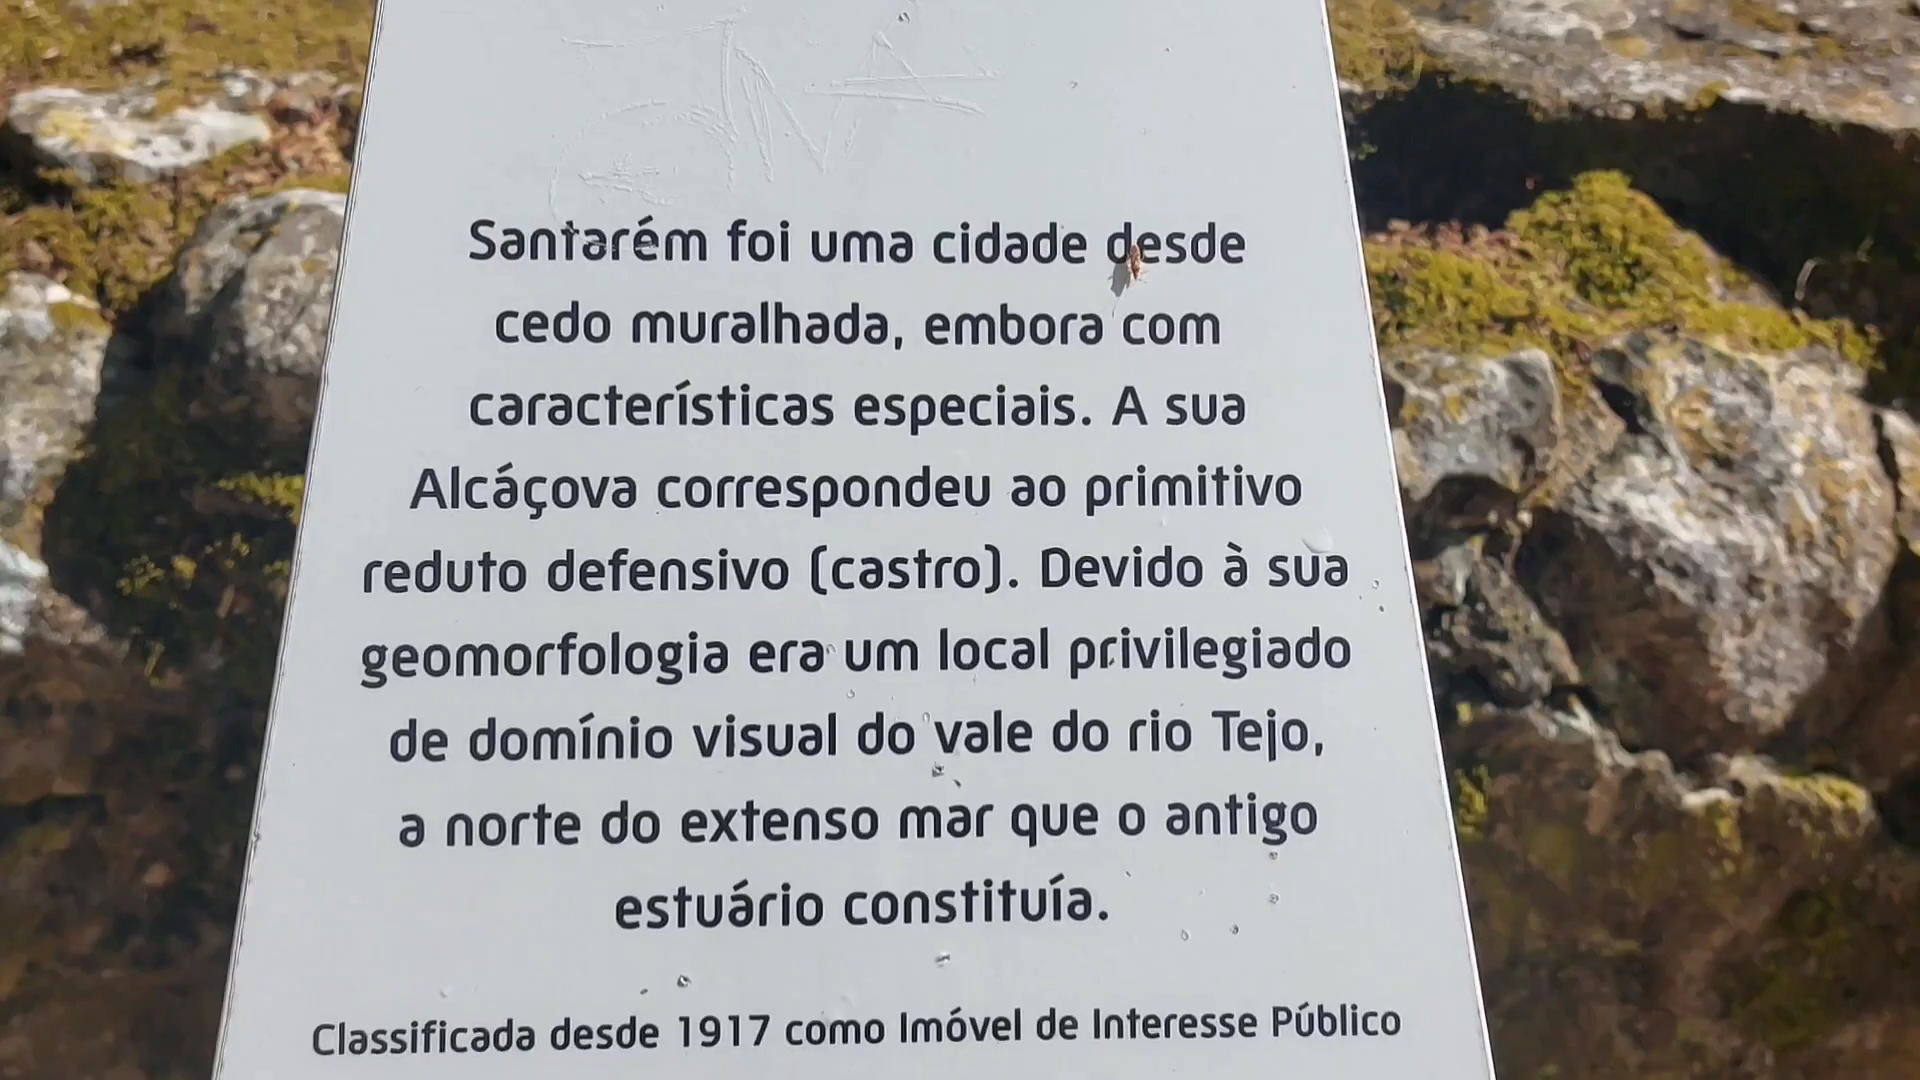 Santarém foi uma cidade desde
cedo muralhada, embora com
características especiais. A sua
Alcáçova correspondeu ao primitivo
reduto defensivo (castro). Devido à sua
geomorfologia era um local privilegiado
de domínio visual do vale do rio Tejo,
a norte do extenso mar que o antigo
estuário constituía.
Classificada desde 1917 como Imóvel de Interesse Público